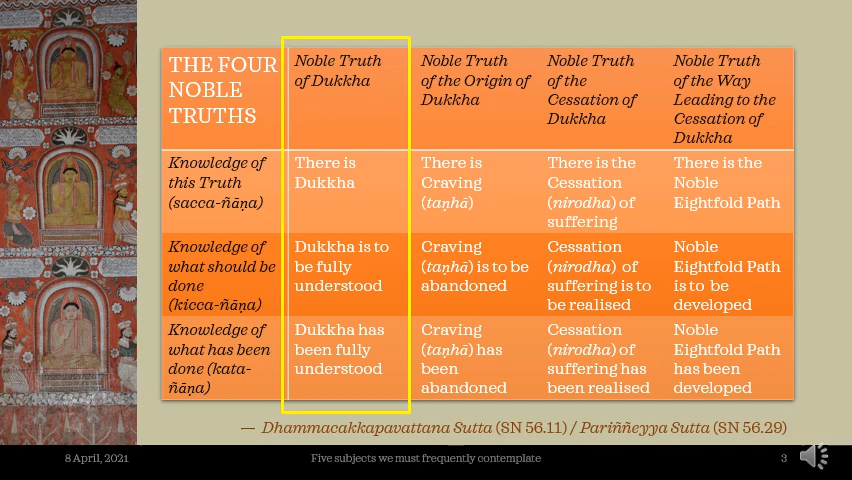 THE FOUR
NOBLE
TRUTHS
Noble Truth
of Dukkha
Noble Truth
of the Origin of
Dukkha
Noble Truth
of the
Cessation of
Dukkha
Noble Truth
of the Way
Leading to the
Cessation of
Dukkha
Knowledge of
this Truth
(sacca-ñāṇa)
There is
Dukkha
There is
Craving
(taṇhā)
There is the
Cessation
(nirodha) of
suffering
There is the
Noble
Eightfold Path
Knowledge of
what should be
done
(kicca-ñāṇa)
Dukkha is to
be fully
understood
Craving
(taṇhā) is to be
abandoned
Cessation
(nirodha) of
suffering is to
be realised
Noble
Eightfold Path
is to be
developed
Knowledge of
what has been
done (kata-
ñāṇa)
Dukkha has
been fully
understood
Craving
(taṇhā) has
been
abandoned
Cessation
(nirodha) of
suffering has
been realised
Noble
Eightfold Path
has been
developed
— Dhammacakkapavattana Sutta (SN 56.11) / Pariññeyya Sutta (SN 56.29)
8 April, 2021
Five subjects we must frequently contemplate
3